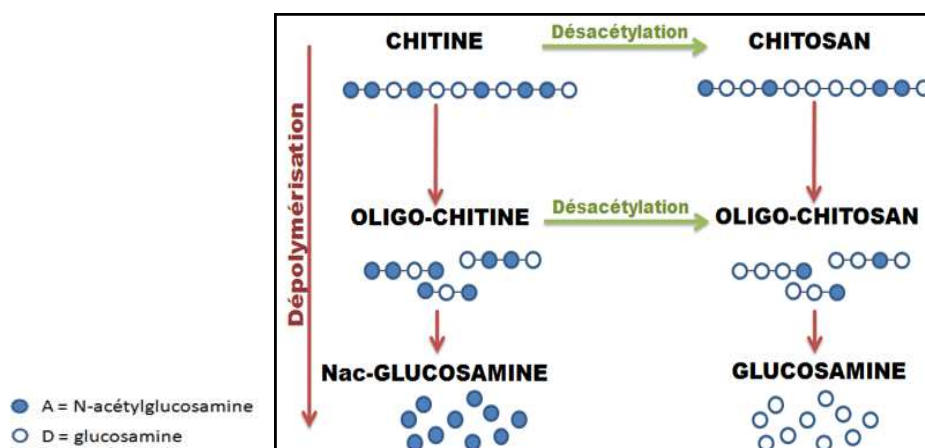 CHITINE Désacétylation CHITOSAN
Dépolymérisation
OLIGO-CHITINE Désacétylation OLIGO-CHITOSAN
Nac-GLUCOSAMINE GLUCOSAMINE
A = N-acétylglucosamine
D = glucosamine